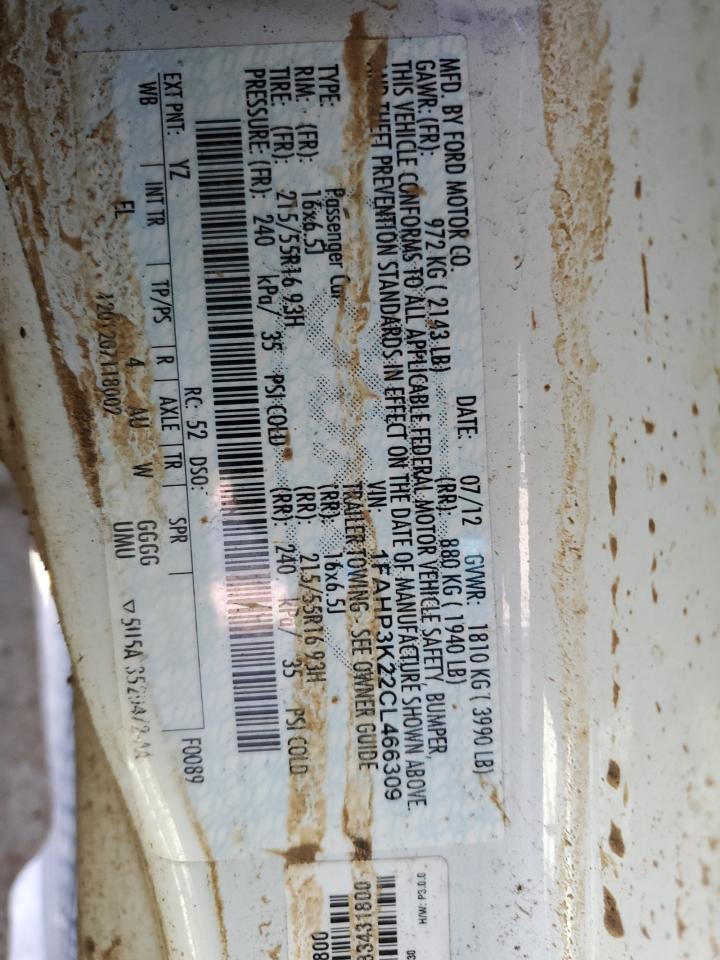 MFD. BY FORD MOTOR CO.
DATE: 07/12 GVWR: 1810 KG ( 3990 LB)
GAWR: (FR): 972 KG ( 2143 LB) (RR): 880 KG ( 1940 LB)
THIS VEHICLE CONFORMS TO ALL APPLICABLE FEDERAL MOTOR VEHICLE SAFETY, BUMPER,
AND THEFT PREVENTION STANDARDS IN EFFECT ON THE DATE OF MANUFACTURE SHOWN ABOVE.
VIN: 1FAHP3K22CL466309
TYPE: Passenger Car TRAILER TOWING - SEE OWNER GUIDE
RIM: (FR): 16x6.5J (RR): 16x6.5J
TIRE: (FR): 215/55R16 93H (RR): 215/55R16 93H
PRESSURE: (FR): 240 kPa/ 35 PSI COLD (RR): 240 kPa/ 35 PSI COLD
F0089
RC: 52 DSO:
EXT PNT: YZ
WB INT TR TP/PS R AXLE TR SPR
FL 4 AU W GGGG
UMU
H/W: P3.0.0